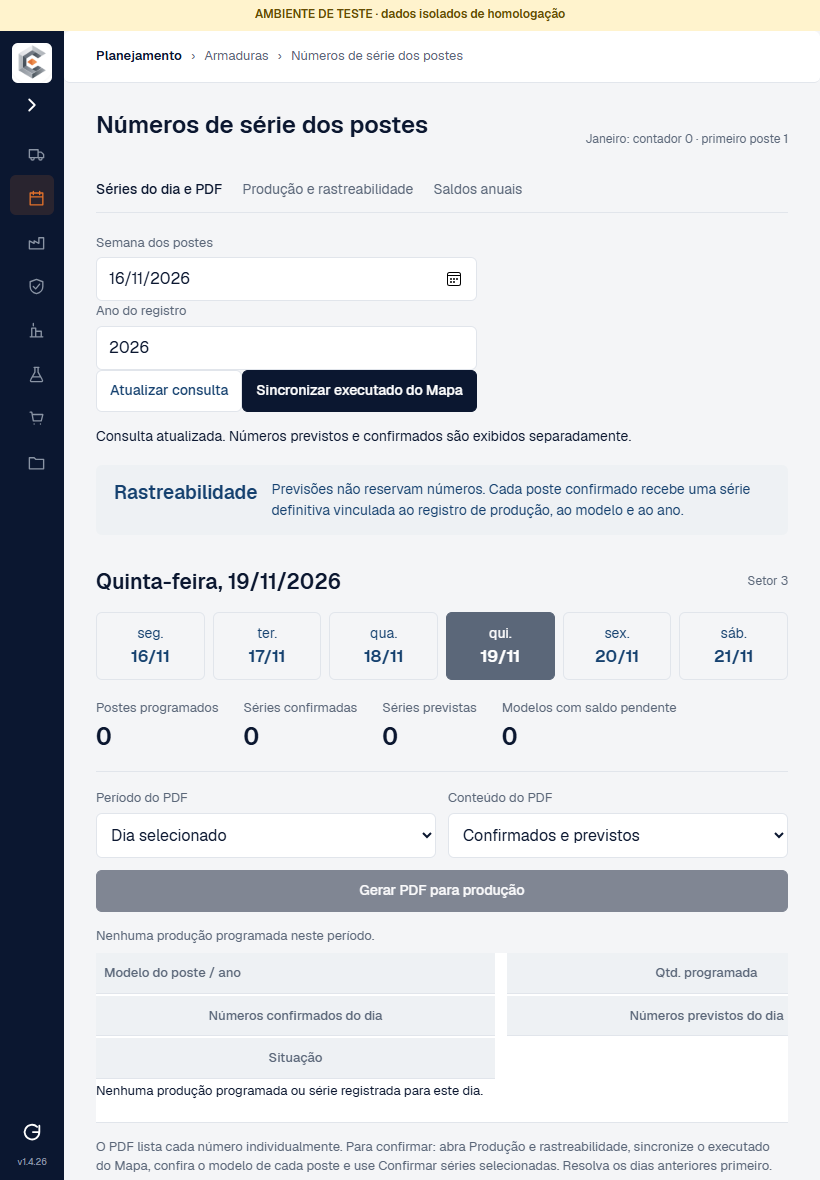 AMBIENTE DE TESTE · dados isolados de homologação
Planejamento › Armaduras › Números de série dos postes
Números de série dos postes
Janeiro: contador 0 · primeiro poste 1
Séries do dia e PDF Produção e rastreabilidade Saldos anuais
Semana dos postes
16/11/2026
Ano do registro
2026
Atualizar consulta Sincronizar executado do Mapa
Consulta atualizada. Números previstos e confirmados são exibidos separadamente.
Rastreabilidade
Previsões não reservam números. Cada poste confirmado recebe uma série
definitiva vinculada ao registro de produção, ao modelo e ao ano.
Quinta-feira, 19/11/2026
Setor 3
seg. ter. qua. qui. sex. sáb.
16/11 17/11 18/11 19/11 20/11 21/11
Postes programados Séries confirmadas Séries previstas Modelos com saldo pendente
0 0 0 0
Período do PDF Conteúdo do PDF
Dia selecionado Confirmados e previstos
Gerar PDF para produção
Nenhuma produção programada neste período.
Modelo do poste / ano Qtd. programada
Números confirmados do dia Números previstos do dia
Situação
Nenhuma produção programada ou série registrada para este dia.
O PDF lista cada número individualmente. Para confirmar: abra Produção e rastreabilidade, sincronize o executado
do Mapa, confira o modelo de cada poste e use Confirmar séries selecionadas. Resolva os dias anteriores primeiro.
v1.4.26